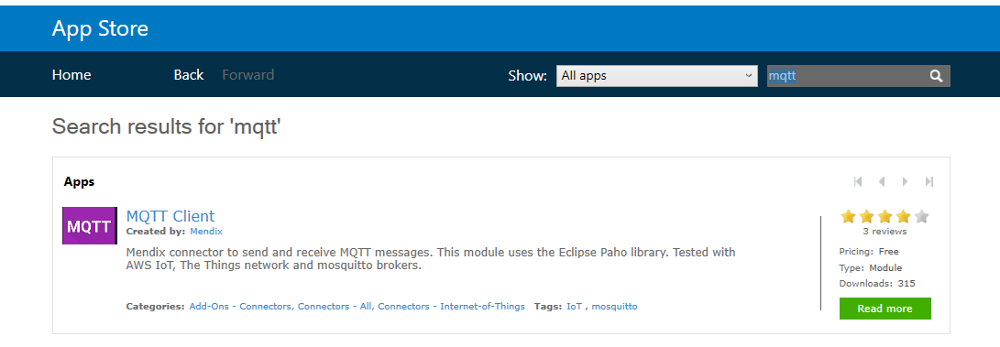 App Store
Home Back Forward Show: All apps mqtt
Search results for 'mqtt'
Apps
MQTT
MQTT Client
Created by: Mendix
Mendix connector to send and receive MQTT messages. This module uses the Eclipse Paho library. Tested with
AWS IoT, The Things network and mosquitto brokers.
Categories: Add-Ons - Connectors, Connectors - All, Connectors - Internet-of-Things Tags: IoT , mosquitto
3 reviews
Pricing: Free
Type: Module
Downloads: 315
Read more